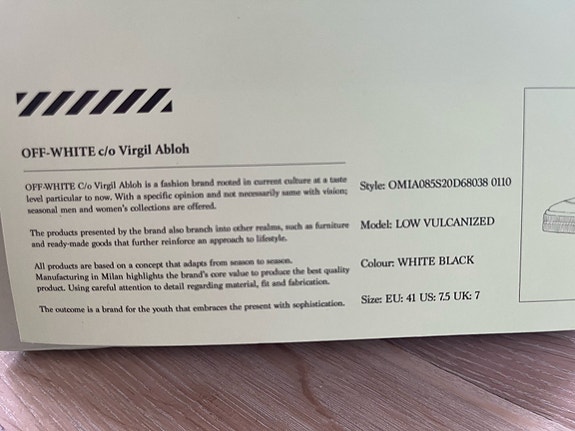 OFF-WHITE c/o Virgil Abloh
OFF-WHITE C/o Virgil Abloh is a fashion brand rooted in current culture at a taste
level particular to now. With a specific opinion and not necessarily same with vision;
seasonal men and women's collections are offered.
The products presented by the brand also branch into other realms, such as furniture
and ready-made goods that further reinforce an approach to lifestyle.
All products are based on a concept that adapts from season to season.
Manufacturing in Milan highlights the brand's core value to produce the best quality
product. Using careful attention to detail regarding material, fit and fabrication.
The outcome is a brand for the youth that embraces the present with sophistication.
Style: OMIA085S20D68038 0110
Model: LOW VULCANIZED
Colour: WHITE BLACK
Size: EU: 41 US: 7.5 UK: 7